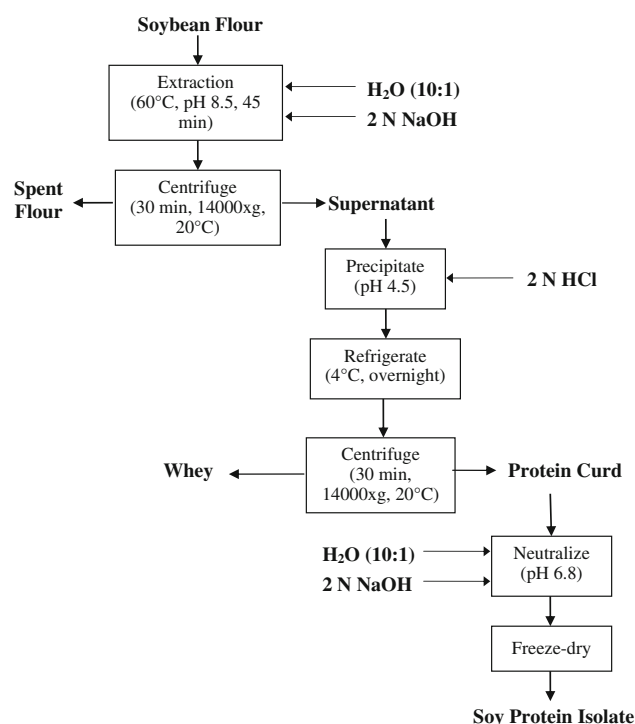 Soybean Flour
Extraction
(60°C, pH 8.5, 45
min)
H₂O (10:1)
2 N NaOH
Spent
Flour
Centrifuge
(30 min, 14000xg,
20°C)
Supernatant
Precipitate
(pH 4.5)
2 N HCl
Refrigerate
(4°C, overnight)
Whey
Centrifuge
(30 min,
14000xg, 20°C)
Protein Curd
H₂O (10:1)
2 N NaOH
Neutralize
(pH 6.8)
Freeze-dry
Soy Protein Isolate